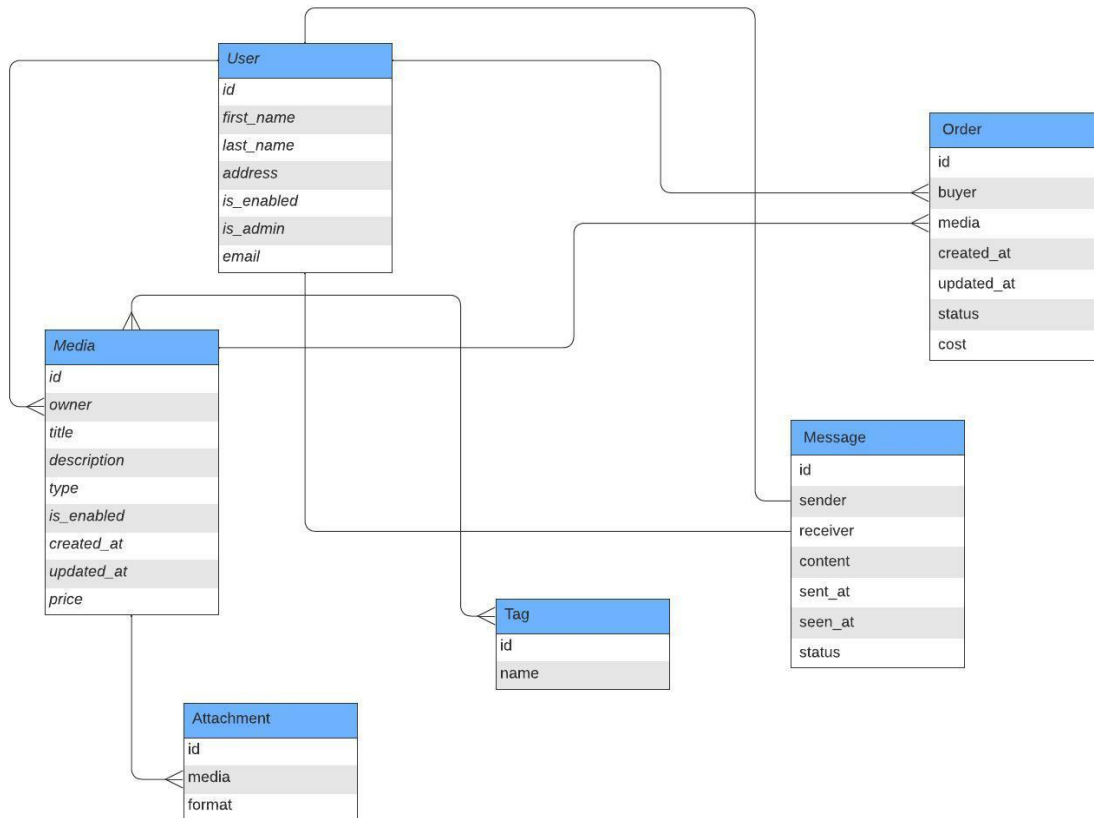 User
id
first_name
last_name
address
is_enabled
is_admin
email
Order
id
buyer
media
created_at
updated_at
status
cost
Media
id
owner
title
description
type
is_enabled
created_at
updated_at
price
Message
id
sender
receiver
content
sent_at
seen_at
status
Tag
id
name
Attachment
id
media
format